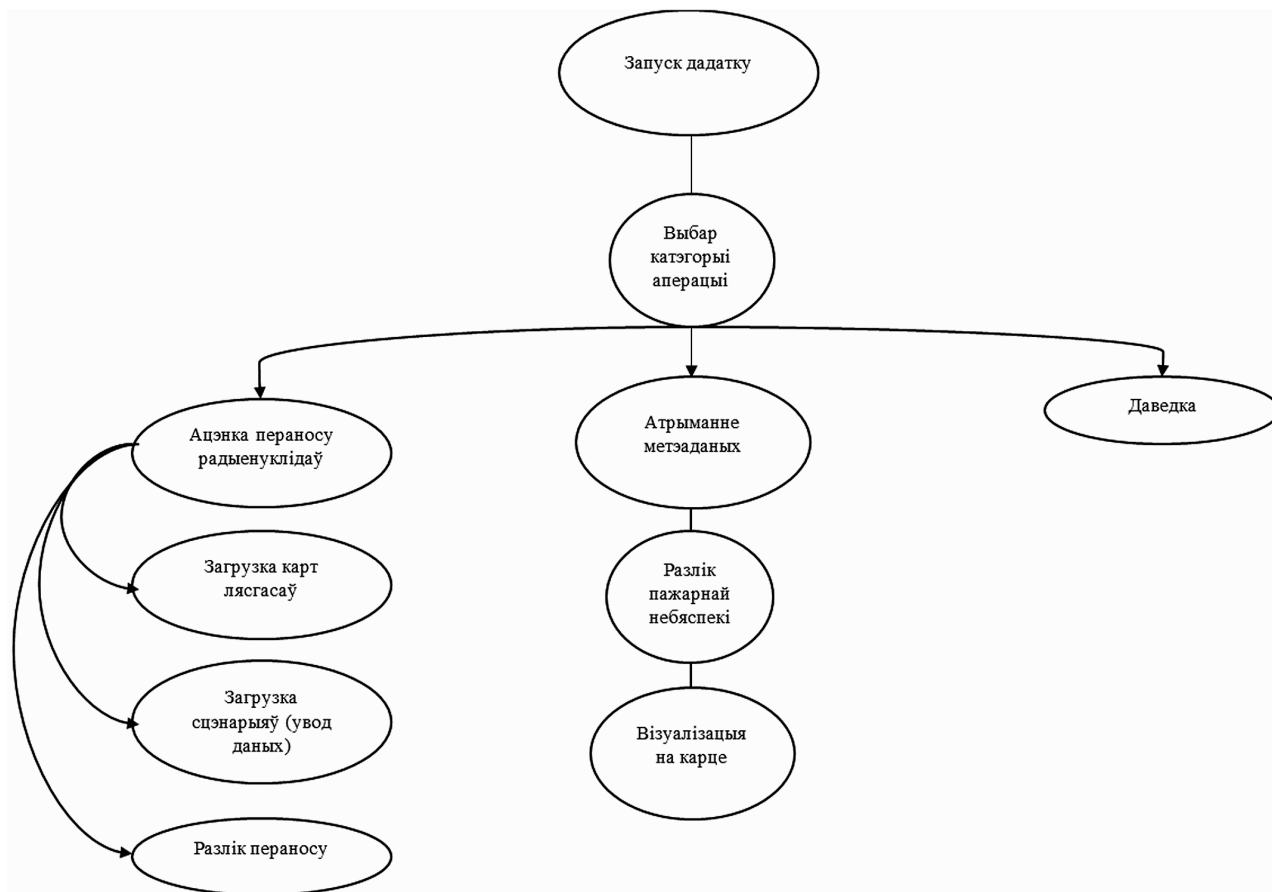 Запуск дадатку
Выбар
катэгорыі
аперацыі
Ацэнка пераносу
радыенуклідаў
Атрыманне
метэаданых
Даведка
Загрузка карт
лясгасаў
Разлік
пажарнай
небяспекі
Загрузка
сцэнарыяў (увод
даных)
Візуалізацыя
на карце
Разлік пераносу